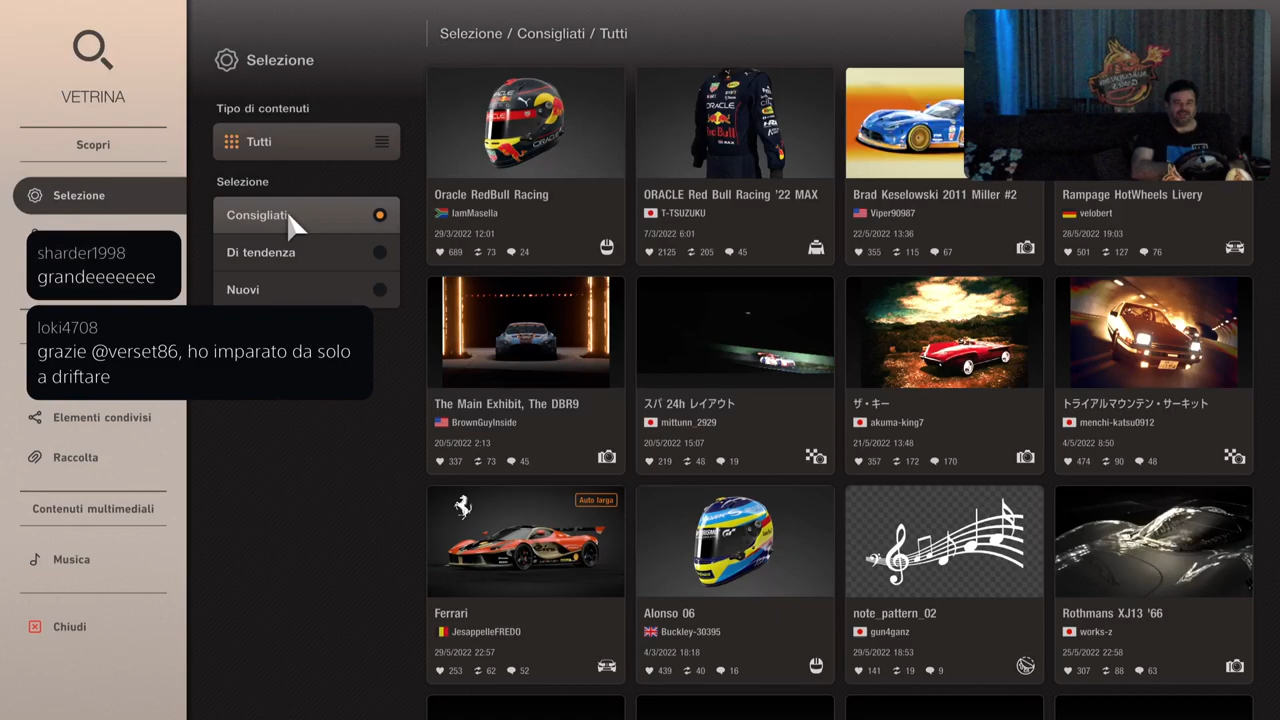 VETRINA
Scopri
Selezione
sharder1998
grandeeeeeee
loki4708
grazie @verset86, ho imparato da solo
a driftare
Elementi condivisi
Raccolta
Contenuti multimediali
Musica
Chiudi
Selezione
Tipo di contenuti
Tutti
Selezione
Consigliati
Di tendenza
Nuovi
Selezione / Consigliati / Tutti
Oracle RedBull Racing
IamMasella
29/3/2022 12:01
689 73 24
ORACLE Red Bull Racing '22 MAX
T-TSUZUKU
7/3/2022 6:01
2125 205 45
Brad Keselowski 2011 Miller #2
Viper90987
22/5/2022 13:36
355 115 67
Rampage HotWheels Livery
velobert
28/5/2022 19:03
501 127 76
The Main Exhibit, The DBR9
BrownGuyInside
20/5/2022 2:13
337 73 45
スパ 24h レイアウト
mittunn_2929
20/5/2022 15:07
219 48 19
ザ・キー
akuma-king7
21/5/2022 13:48
357 172 170
トライアルマウンテン・サーキット
menchi-katsu0912
4/5/2022 8:50
474 90 48
Auto larga
Ferrari
JesappelleFREDO
29/5/2022 22:57
253 62 52
Alonso 06
Buckley-30395
4/3/2022 18:18
439 40 16
note_pattern_02
gun4ganz
29/5/2022 18:53
141 19 9
Rothmans XJ13 '66
works-z
25/5/2022 22:58
307 88 63